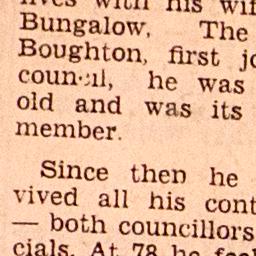 lives with his wif
Bungalow. The
Boughton, first jo
council, he was
old and was its
member.
Since then he
vived all his cont
— both councillors
cials. At 78 he feel